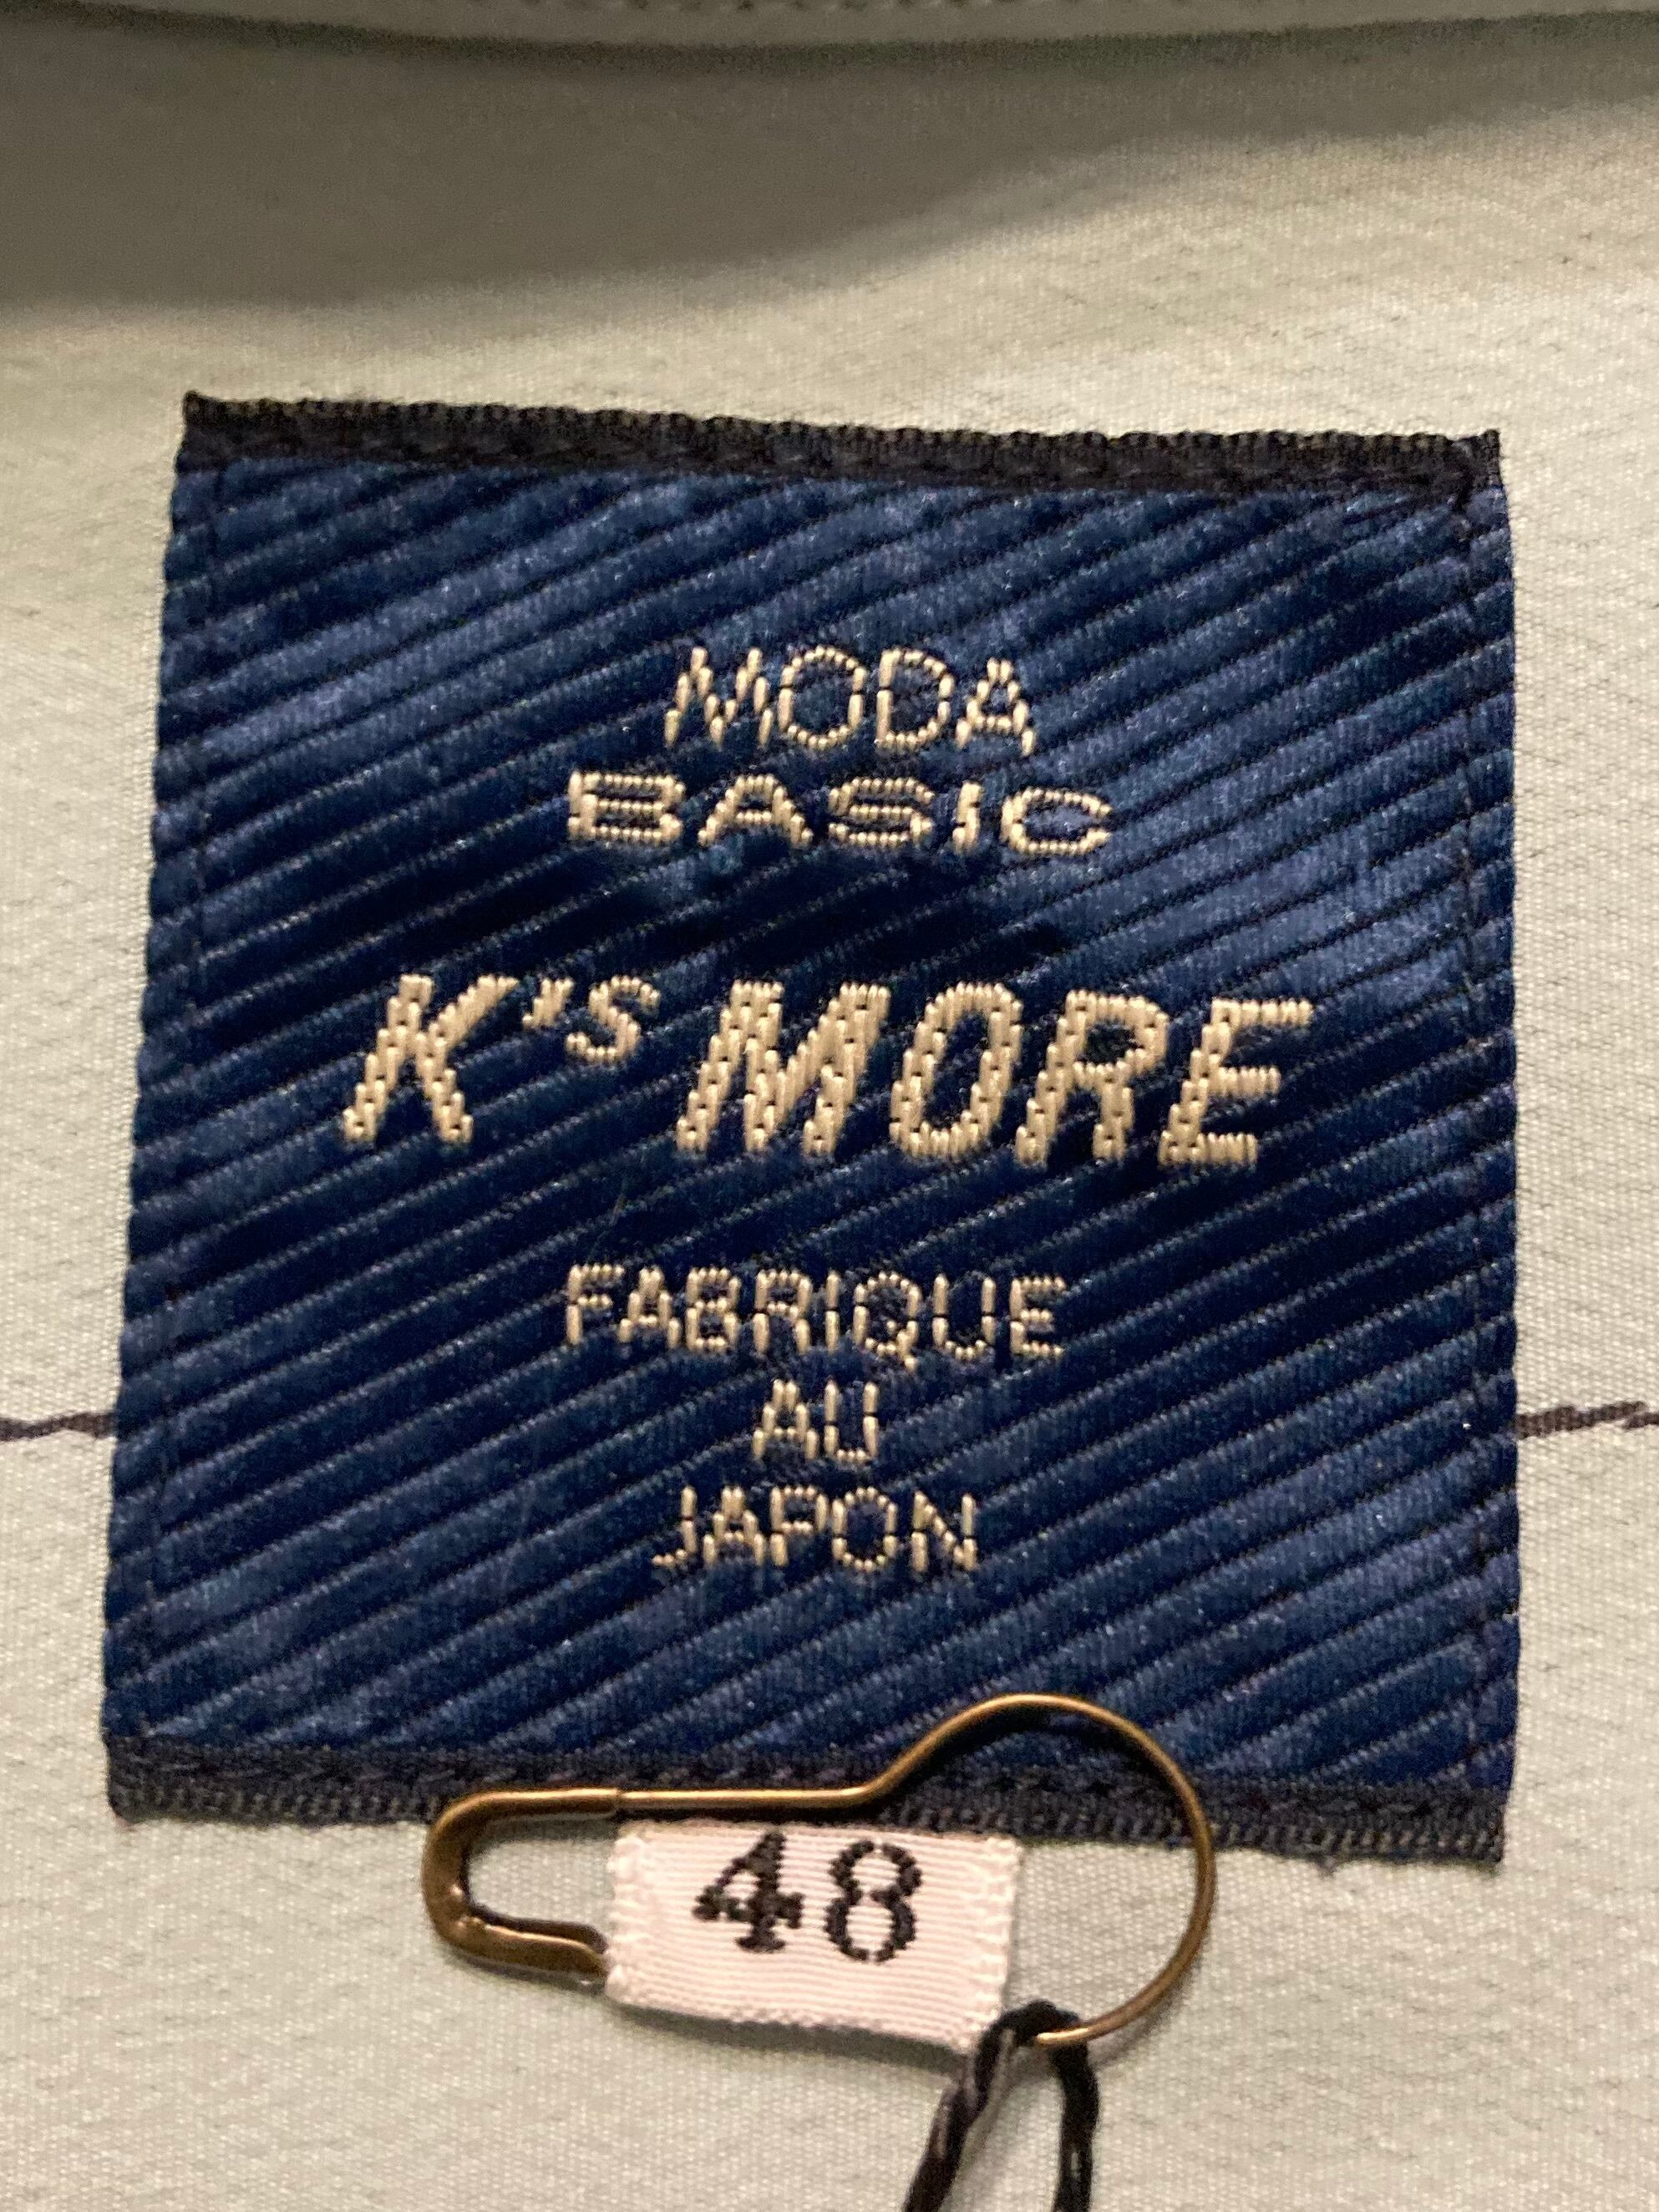 MODA
BASIC
K's MORE
FABRIQUE
AU
JAPON
48